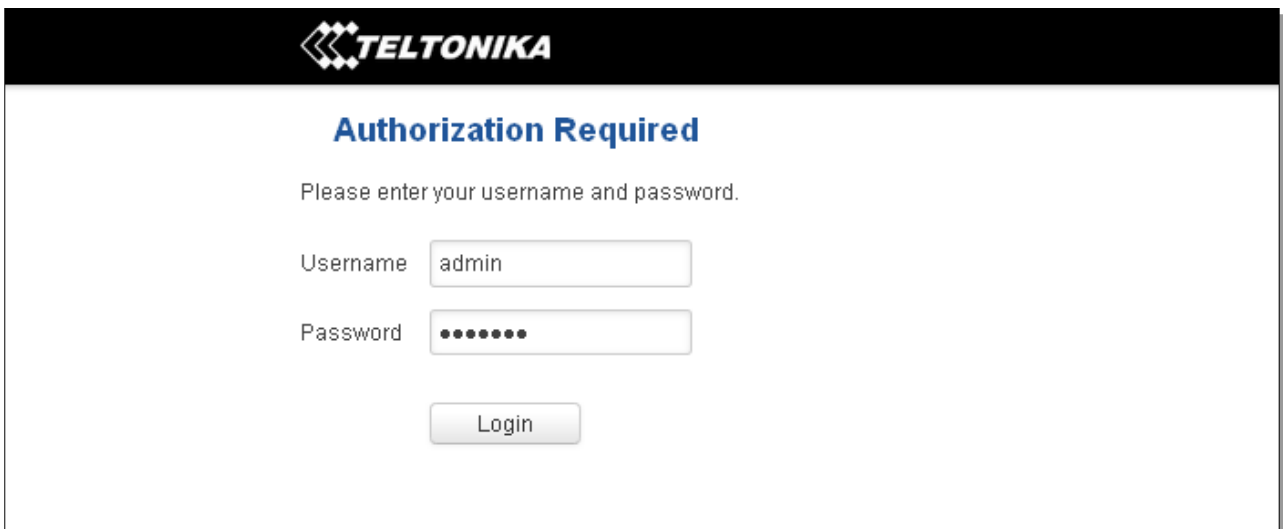 TELTONIKA
Authorization Required
Please enter your username and password.
Username admin
Password •••••••
Login